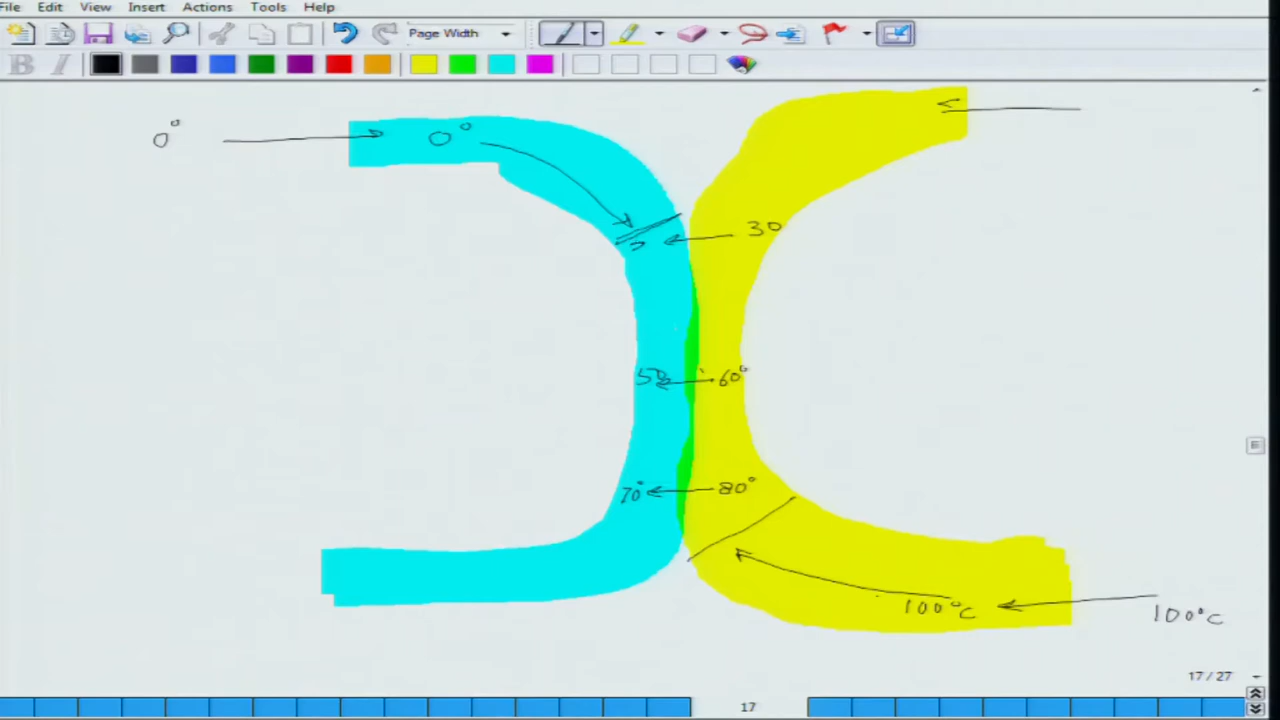 File Edit View Insert Actions Tools Help
Page Width
B I
0°
0°
30
50
60°
70°
80°
100°C
100°C
17 / 27
17